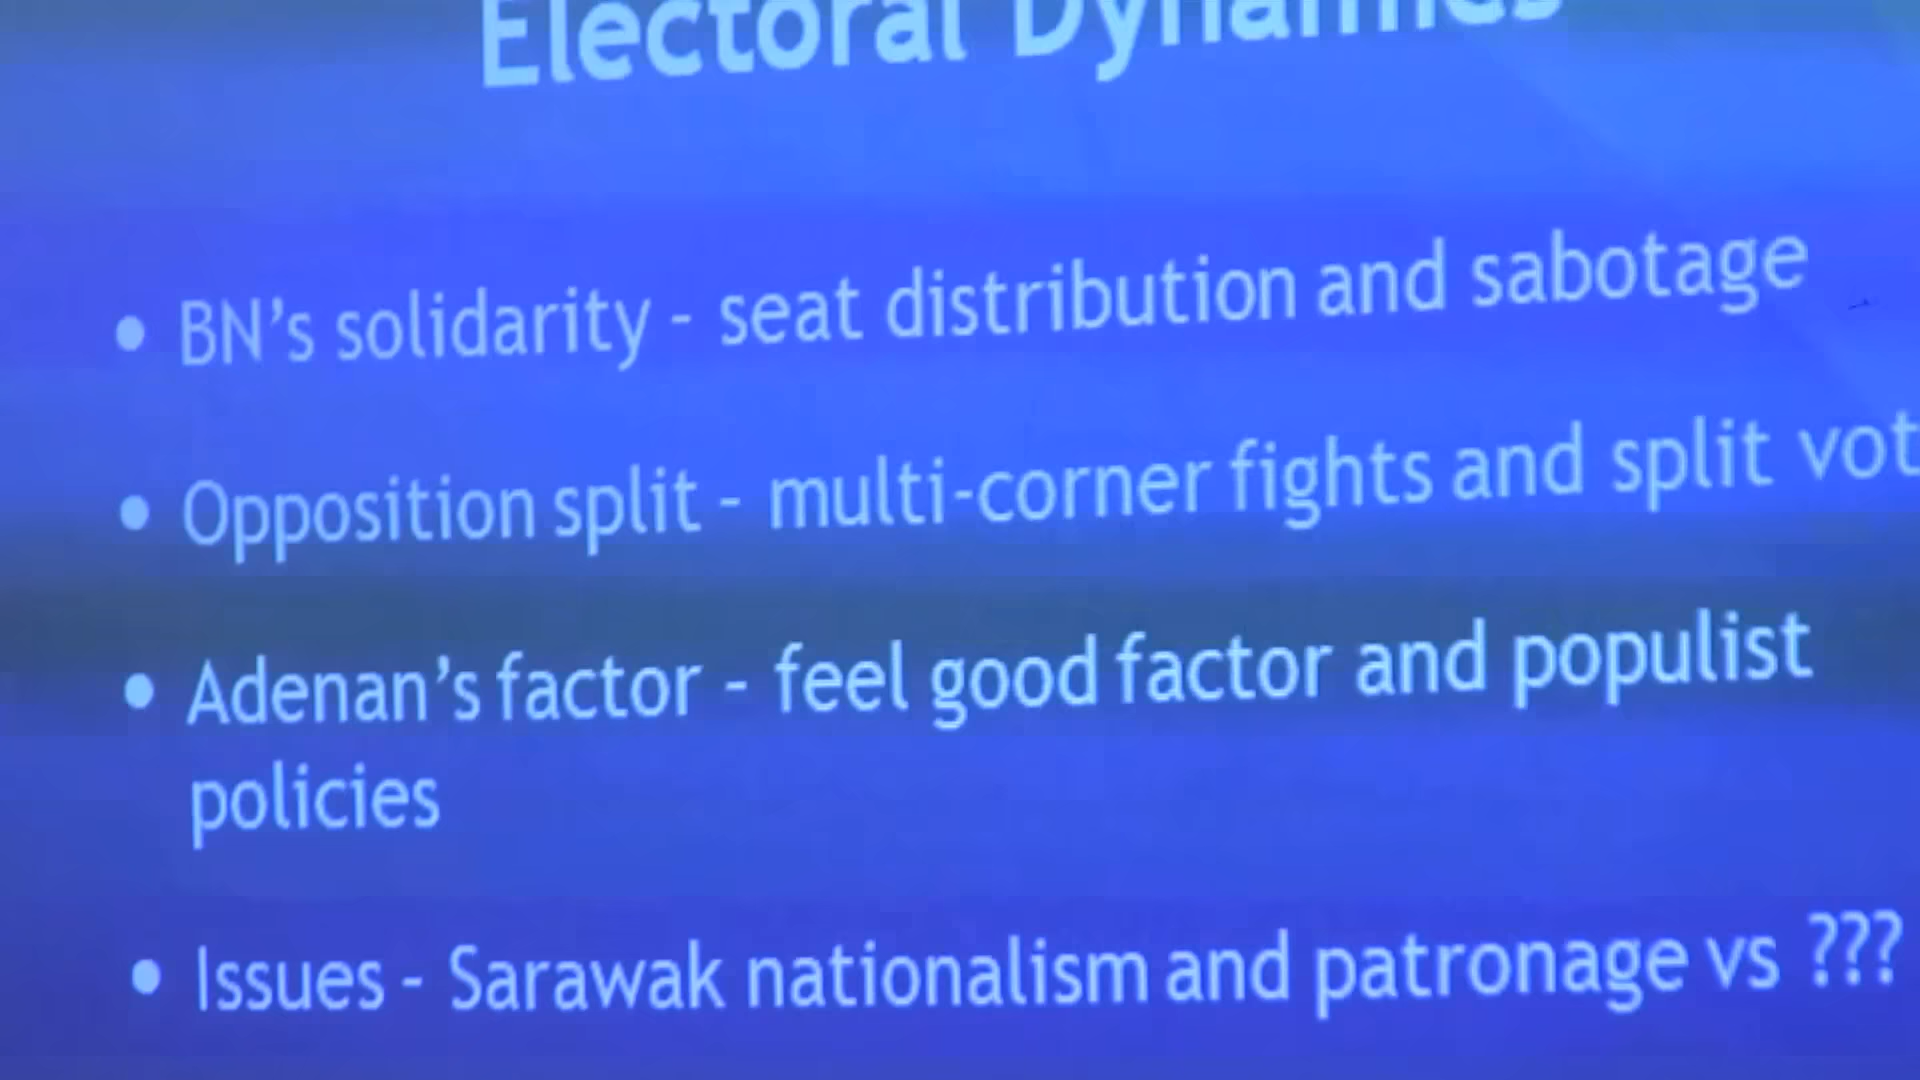 Electoral Dynamics
• BN's solidarity - seat distribution and sabotage
• Opposition split - multi-corner fights and split
• Adenan's factor - feel good factor and populist
policies
• Issues - Sarawak nationalism and patronage vs ???